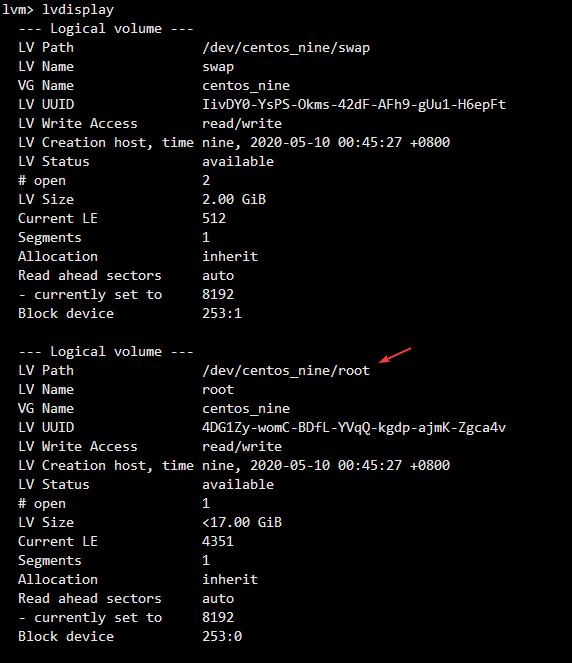 lvm> lvdisplay
--- Logical volume ---
LV Path /dev/centos_nine/swap
LV Name swap
VG Name centos_nine
LV UUID IivDY0-YsPS-Okms-42dF-AFh9-gUu1-H6epFt
LV Write Access read/write
LV Creation host, time nine, 2020-05-10 00:45:27 +0800
LV Status available
# open 2
LV Size 2.00 GiB
Current LE 512
Segments 1
Allocation inherit
Read ahead sectors auto
- currently set to 8192
Block device 253:1
--- Logical volume ---
LV Path /dev/centos_nine/root
LV Name root
VG Name centos_nine
LV UUID 4DG1Zy-womC-BDfL-YVqQ-kgdp-ajmK-Zgca4v
LV Write Access read/write
LV Creation host, time nine, 2020-05-10 00:45:27 +0800
LV Status available
# open 1
LV Size <17.00 GiB
Current LE 4351
Segments 1
Allocation inherit
Read ahead sectors auto
- currently set to 8192
Block device 253:0